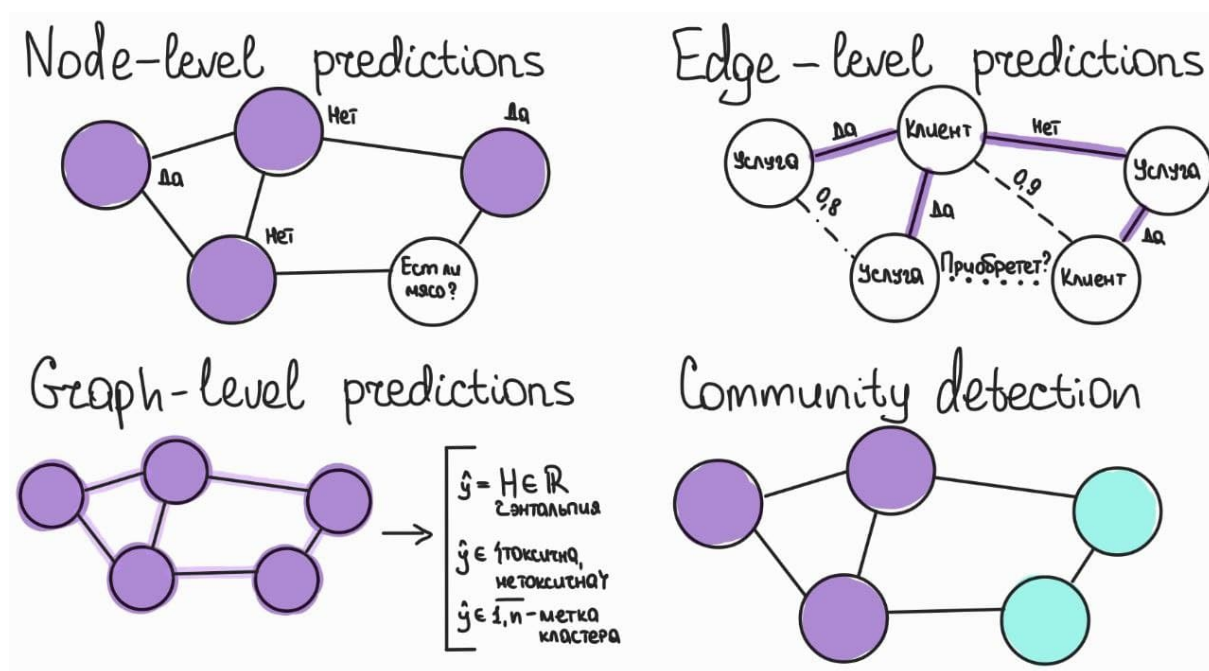 Node-level predictions
Нет
Да
Да
Нет
Есть ли
мясо?
Edge-level predictions
Да
Клиент
Нет
Услуга
Услуга
0,8
Да
0,9
Да
Услуга
Приобретет?
Клиент
Graph-level predictions
ŷ = H ∈ ℝ
энтальпия
ŷ ∈ {токсична,
нетоксична}
ŷ ∈ 1,n - метка
кластера
Community detection